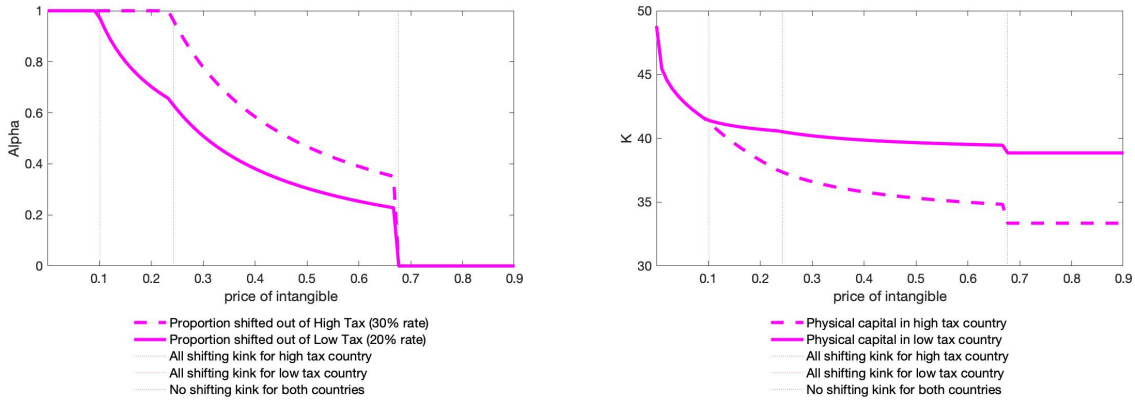 1
0.8
0.6
0.4
0.2
0
Alpha
0.1 0.2 0.3 0.4 0.5 0.6 0.7 0.8 0.9
price of intangible
Proportion shifted out of High Tax (30% rate)
Proportion shifted out of Low Tax (20% rate)
All shifting kink for high tax country
All shifting kink for low tax country
No shifting kink for both countries
50
45
40
35
30
K
0.1 0.2 0.3 0.4 0.5 0.6 0.7 0.8 0.9
price of intangible
Physical capital in high tax country
Physical capital in low tax country
All shifting kink for high tax country
All shifting kink for low tax country
No shifting kink for both countries